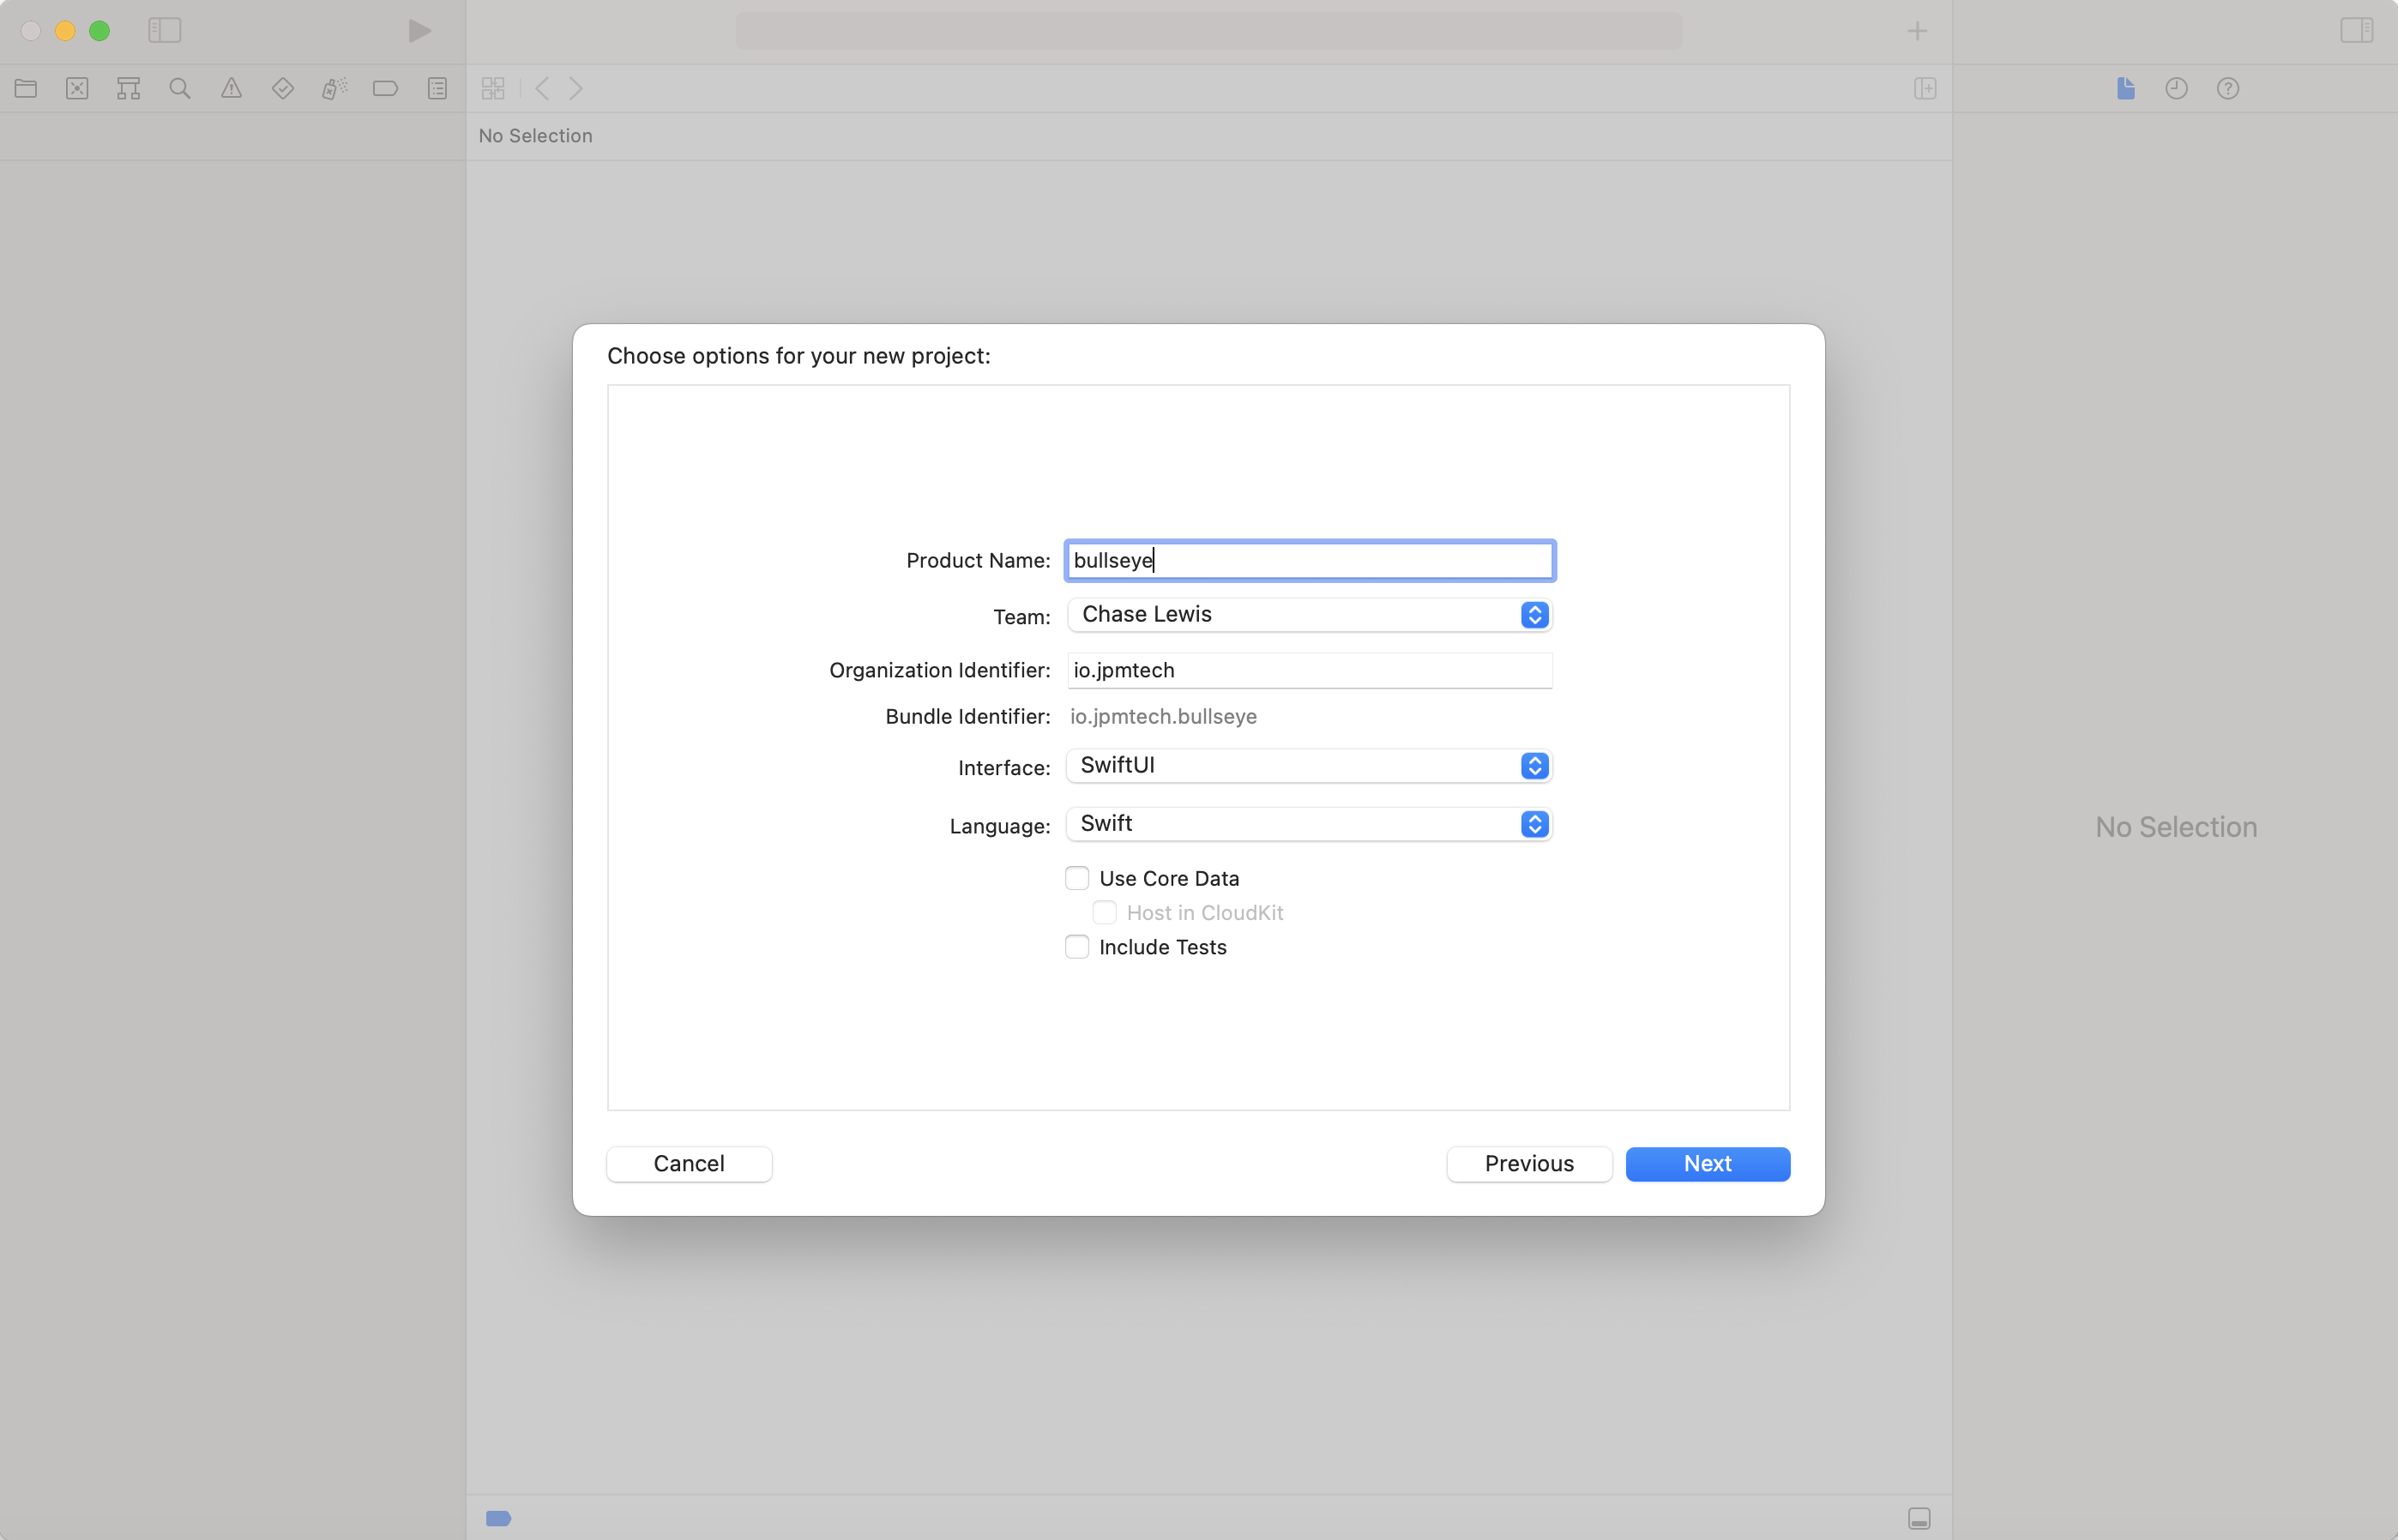 No Selection
Choose options for your new project:
Product Name: bullseye
Team: Chase Lewis
Organization Identifier: io.jpmtech
Bundle Identifier: io.jpmtech.bullseye
Interface: SwiftUI
Language: Swift
Use Core Data
Host in CloudKit
Include Tests
No Selection
Cancel Previous Next